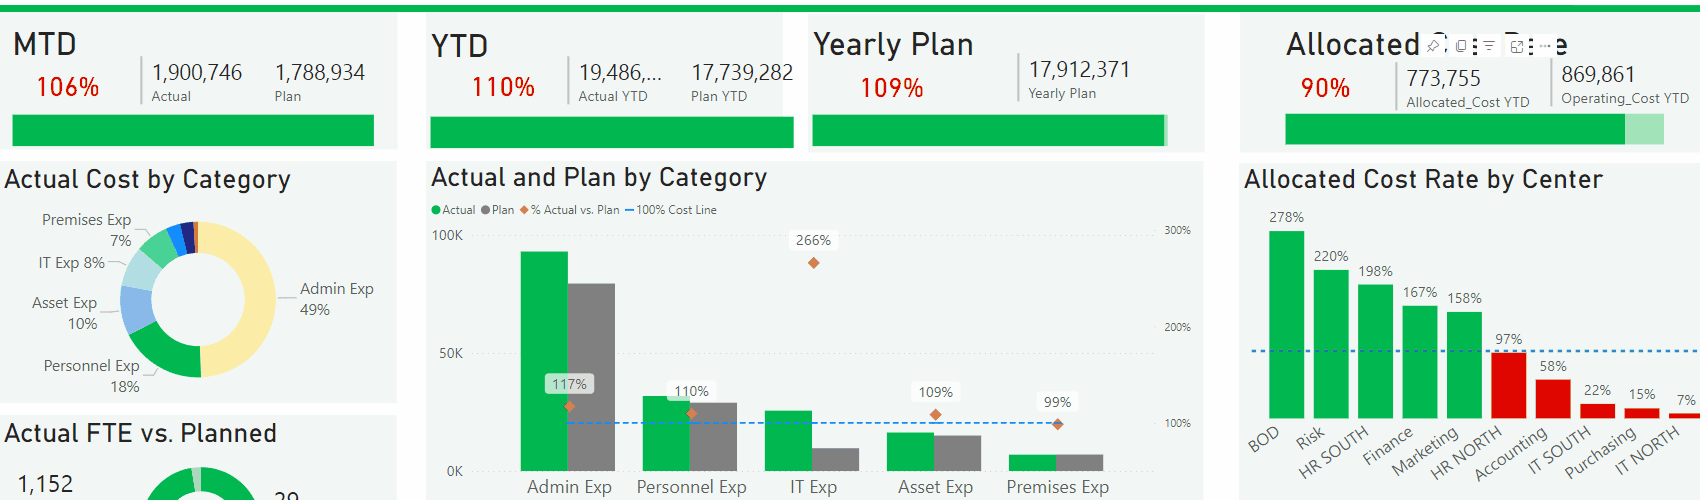 MTD
106%
1,900,746
Actual
1,788,934
Plan
YTD
110%
19,486,...
Actual YTD
17,739,282
Plan YTD
Yearly Plan
109%
17,912,371
Yearly Plan
Allocated
90%
773,755
Allocated_Cost YTD
869,861
Operating_Cost YTD
Actual Cost by Category
Premises Exp
7%
IT Exp 8%
Asset Exp
10%
Personnel Exp
18%
Admin Exp
49%
Actual and Plan by Category
Actual Plan % Actual vs. Plan 100% Cost Line
100K
50K
0K
300%
200%
100%
117%
110%
266%
109%
99%
Admin Exp Personnel Exp IT Exp Asset Exp Premises Exp
Allocated Cost Rate by Center
278%
220%
198%
167%
158%
97%
58%
22%
15%
7%
BOD
Risk
HR SOUTH
Finance
Marketing
HR NORTH
Accounting
IT SOUTH
Purchasing
IT NORTH
Actual FTE vs. Planned
1,152